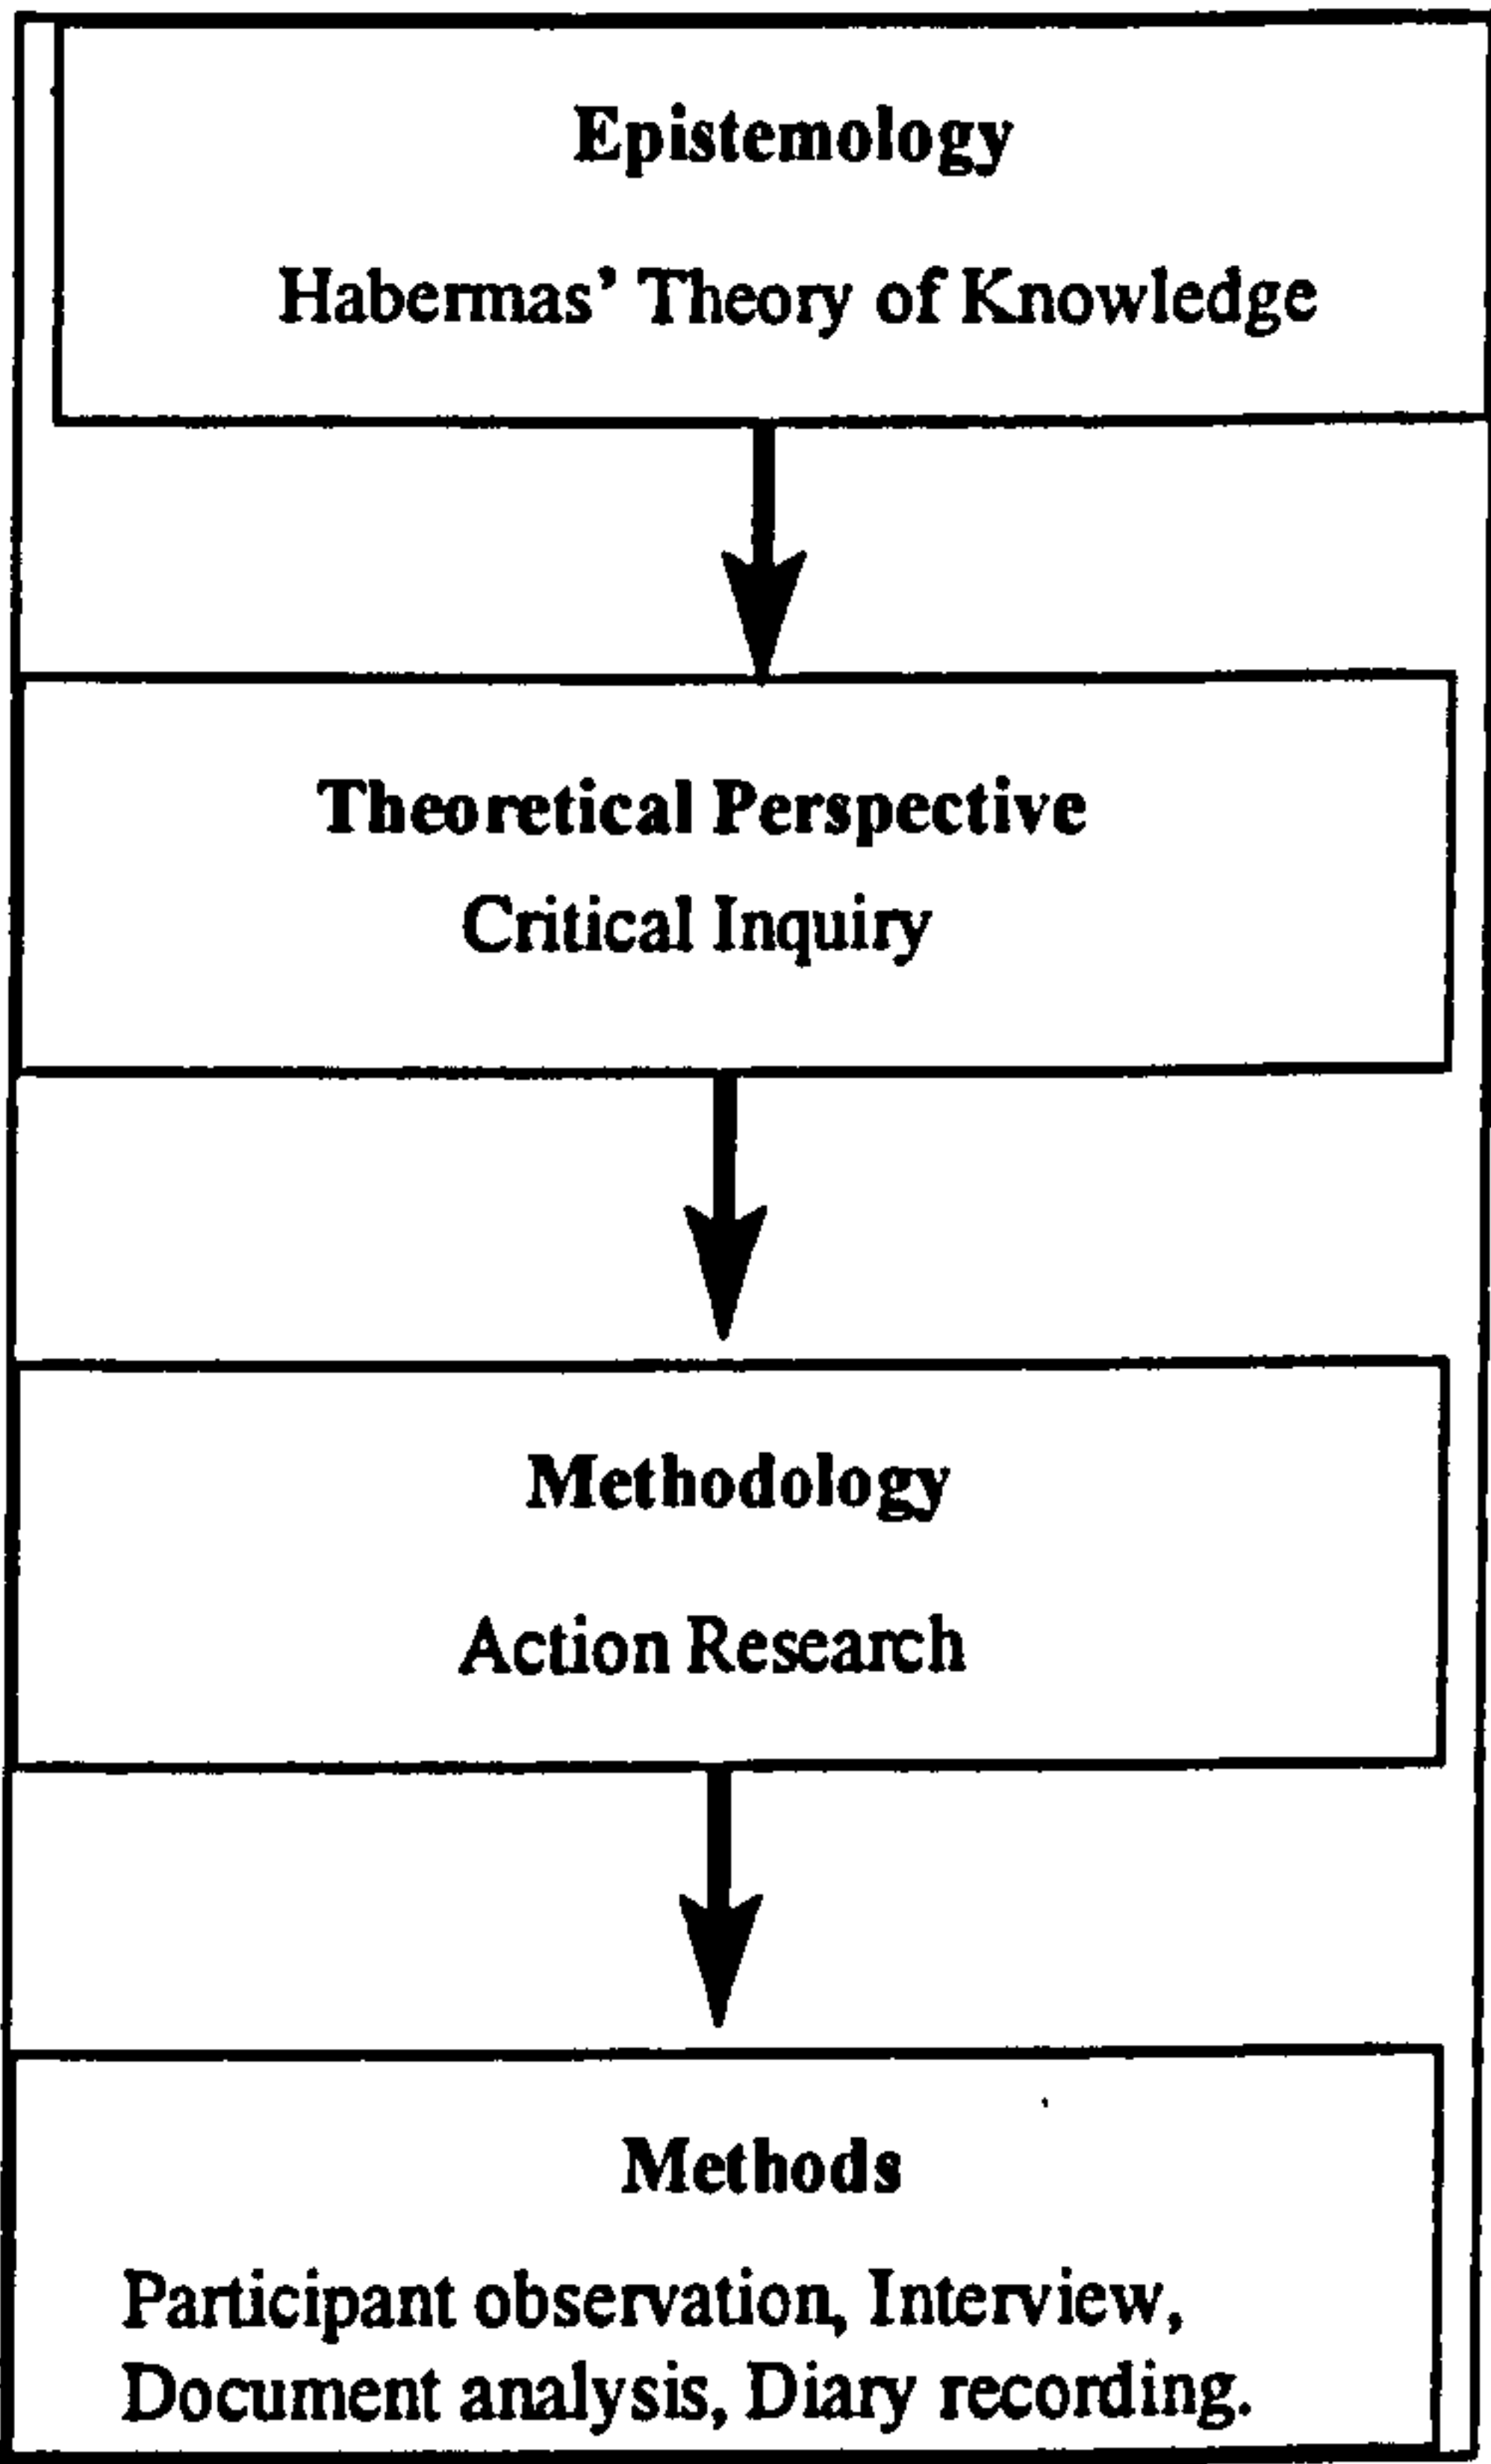 Epistemology
Habermas’ Theory of Knowledge
Theoretical Perspective
Critical Inquiry
Methodology
Action Research
Methods
Participant observation, Interview,
Document analysis, Diary recording.